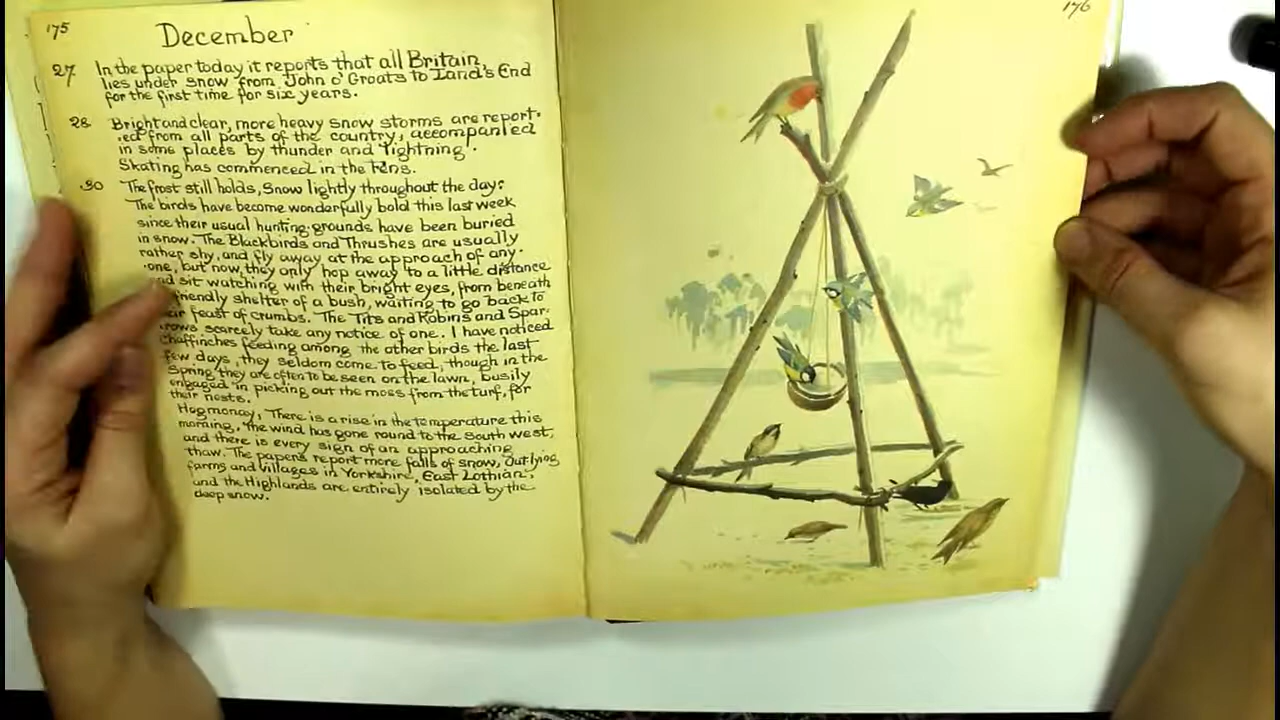 175
December
27 In the paper today it reports that all Britain,
lies under snow from John o' Groats to Land's End
for the first time for six years.
28 Bright and clear, more heavy snow storms are report-
-ed from all parts of the country, accompanied
in some places by thunder and lightning.
Skating has commenced in the Fens.
30 The frost still holds, Snow lightly throughout the day:
The birds have become wonderfully bold this last week
since their usual hunting-grounds have been buried
in snow. The Blackbirds and Thrushes are usually
rather shy, and fly away at the approach of any-
-one, but now, they only hop away to a little distance
and sit watching with their bright eyes, from beneath
friendly shelter of a bush, waiting to go back to
feast of crumbs. The Tits and Robins and Spar-
rows scarcely take any notice of one. I have noticed
Chaffinches feeding among the other birds the last
few days, they seldom come to feed, though in the
Spring they are often to be seen on the lawn, busily
engaged in picking out the moss from the turf, for
their nests.
Hogmonay, There is a rise in the temperature this
morning, the wind has gone round to the South west,
and there is every sign of an approaching
thaw. The papers report more falls of snow, Out-lying
farms and villages in Yorkshire, East Lothian,
and the Highlands are entirely isolated by the
deep snow.
176